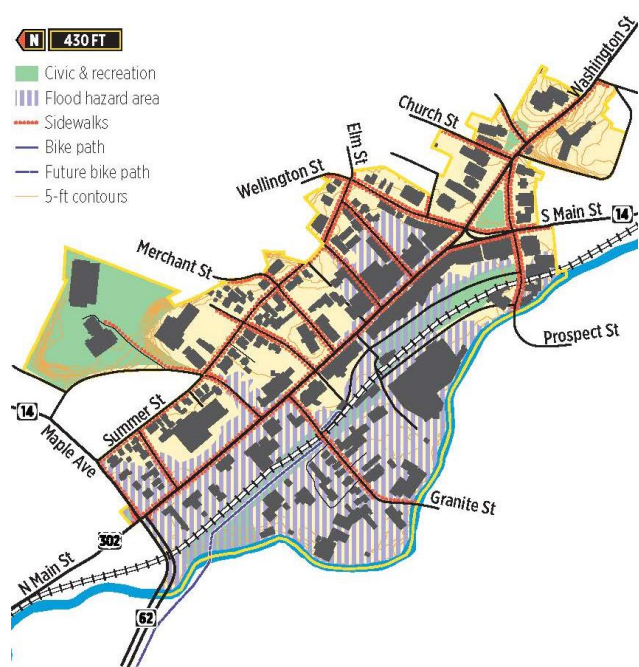 N 430 FT
Civic & recreation
Flood hazard area
Sidewalks
Bike path
Future bike path
5-ft contours
Washington St
Church St
Elm St
Wellington St
S Main St
14
Merchant St
Prospect St
14
Maple Ave
Summer St
Granite St
302
N Main St
62